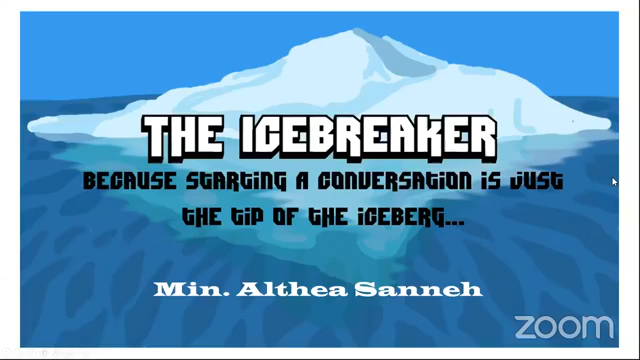 THE ICEBREAKER
BECAUSE STARTING A CONVERSATION IS JUST
THE TIP OF THE ICEBERG...
Min. Althea Sanneh
zoom